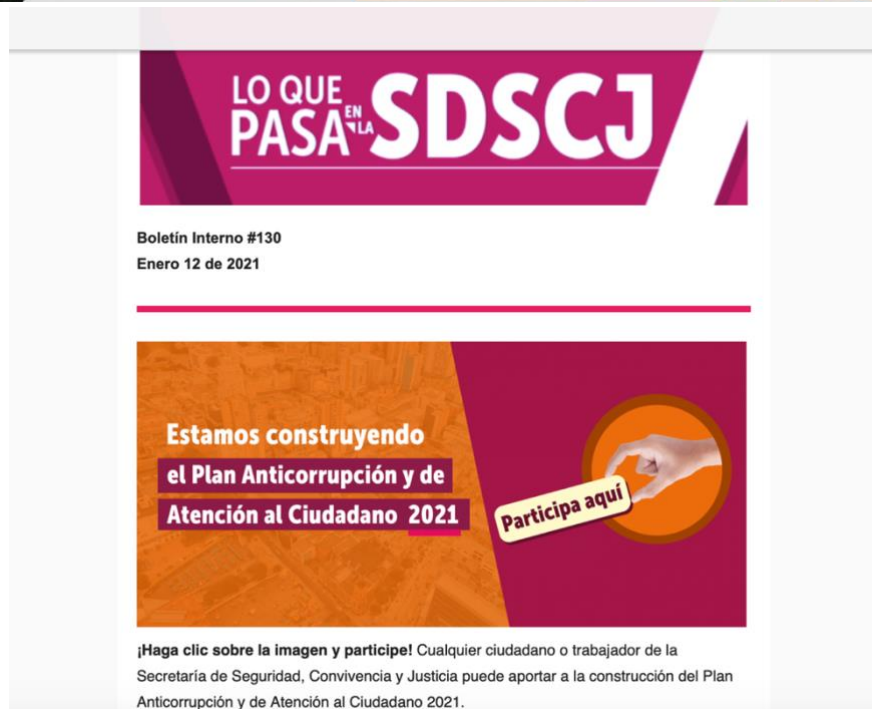 LO QUE
PASA EN LA SDSCJ
Boletín Interno #130
Enero 12 de 2021
Estamos construyendo
el Plan Anticorrupción y de
Atención al Ciudadano 2021
Participa aquí
¡Haga clic sobre la imagen y participe! Cualquier ciudadano o trabajador de la
Secretaría de Seguridad, Convivencia y Justicia puede aportar a la construcción del Plan
Anticorrupción y de Atención al Ciudadano 2021.